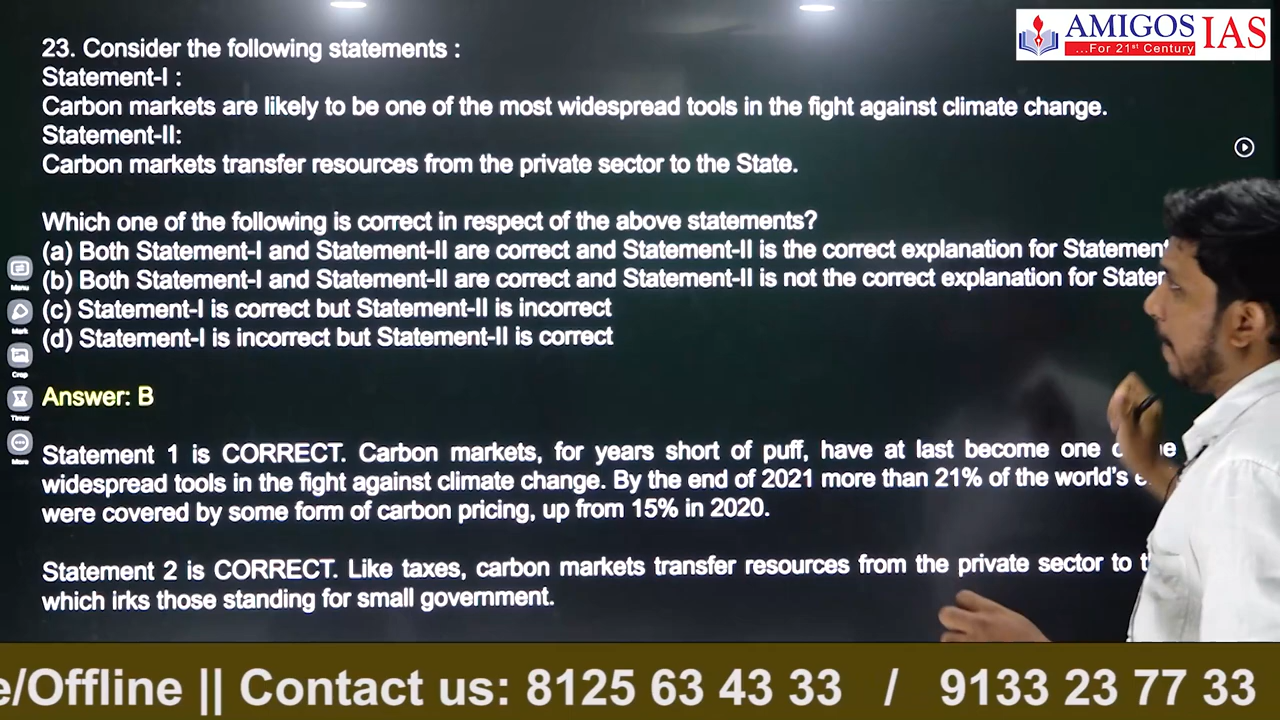 AMIGOS IAS
...For 21st Century
23. Consider the following statements :
Statement-I :
Carbon markets are likely to be one of the most widespread tools in the fight against climate change.
Statement-II:
Carbon markets transfer resources from the private sector to the State.
Which one of the following is correct in respect of the above statements?
(a) Both Statement-I and Statement-II are correct and Statement-II is the correct explanation for Statement
(b) Both Statement-I and Statement-II are correct and Statement-II is not the correct explanation for
(c) Statement-I is correct but Statement-II is incorrect
(d) Statement-I is incorrect but Statement-II is correct
Answer: B
Statement 1 is CORRECT. Carbon markets, for years short of puff, have at last become one
widespread tools in the fight against climate change. By the end of 2021 more than 21% of the world's
were covered by some form of carbon pricing, up from 15% in 2020.
Statement 2 is CORRECT. Like taxes, carbon markets transfer resources from the private sector to
which irks those standing for small government.
Menu
Mark
Crop
Timer
More
e/Offline || Contact us: 8125 63 43 33 / 9133 23 77 33